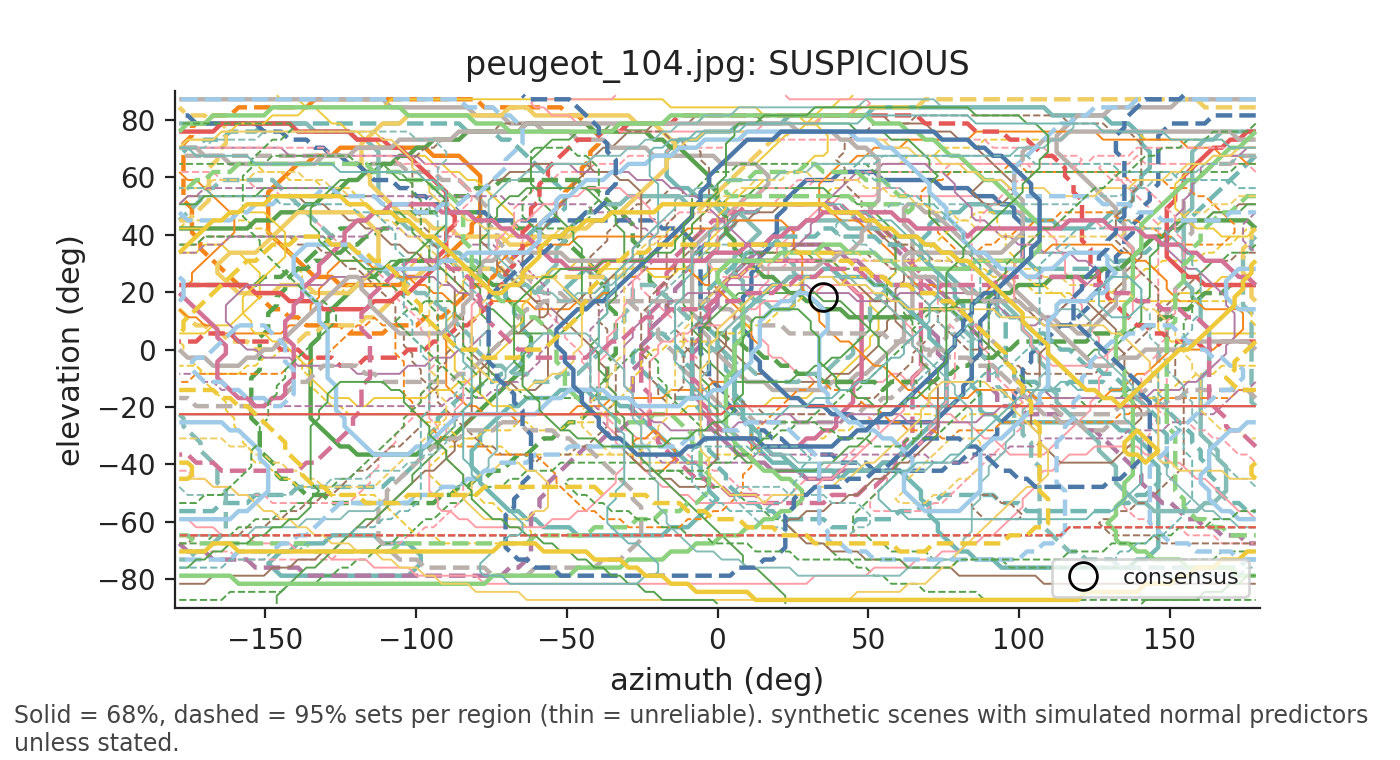 peugeot_104.jpg: SUSPICIOUS
80
60
40
20
0
−20
−40
−60
−80
elevation (deg)
consensus
−150
−100
−50
0
50
100
150
azimuth (deg)
Solid = 68%, dashed = 95% sets per region (thin = unreliable). synthetic scenes with simulated normal predictors
unless stated.